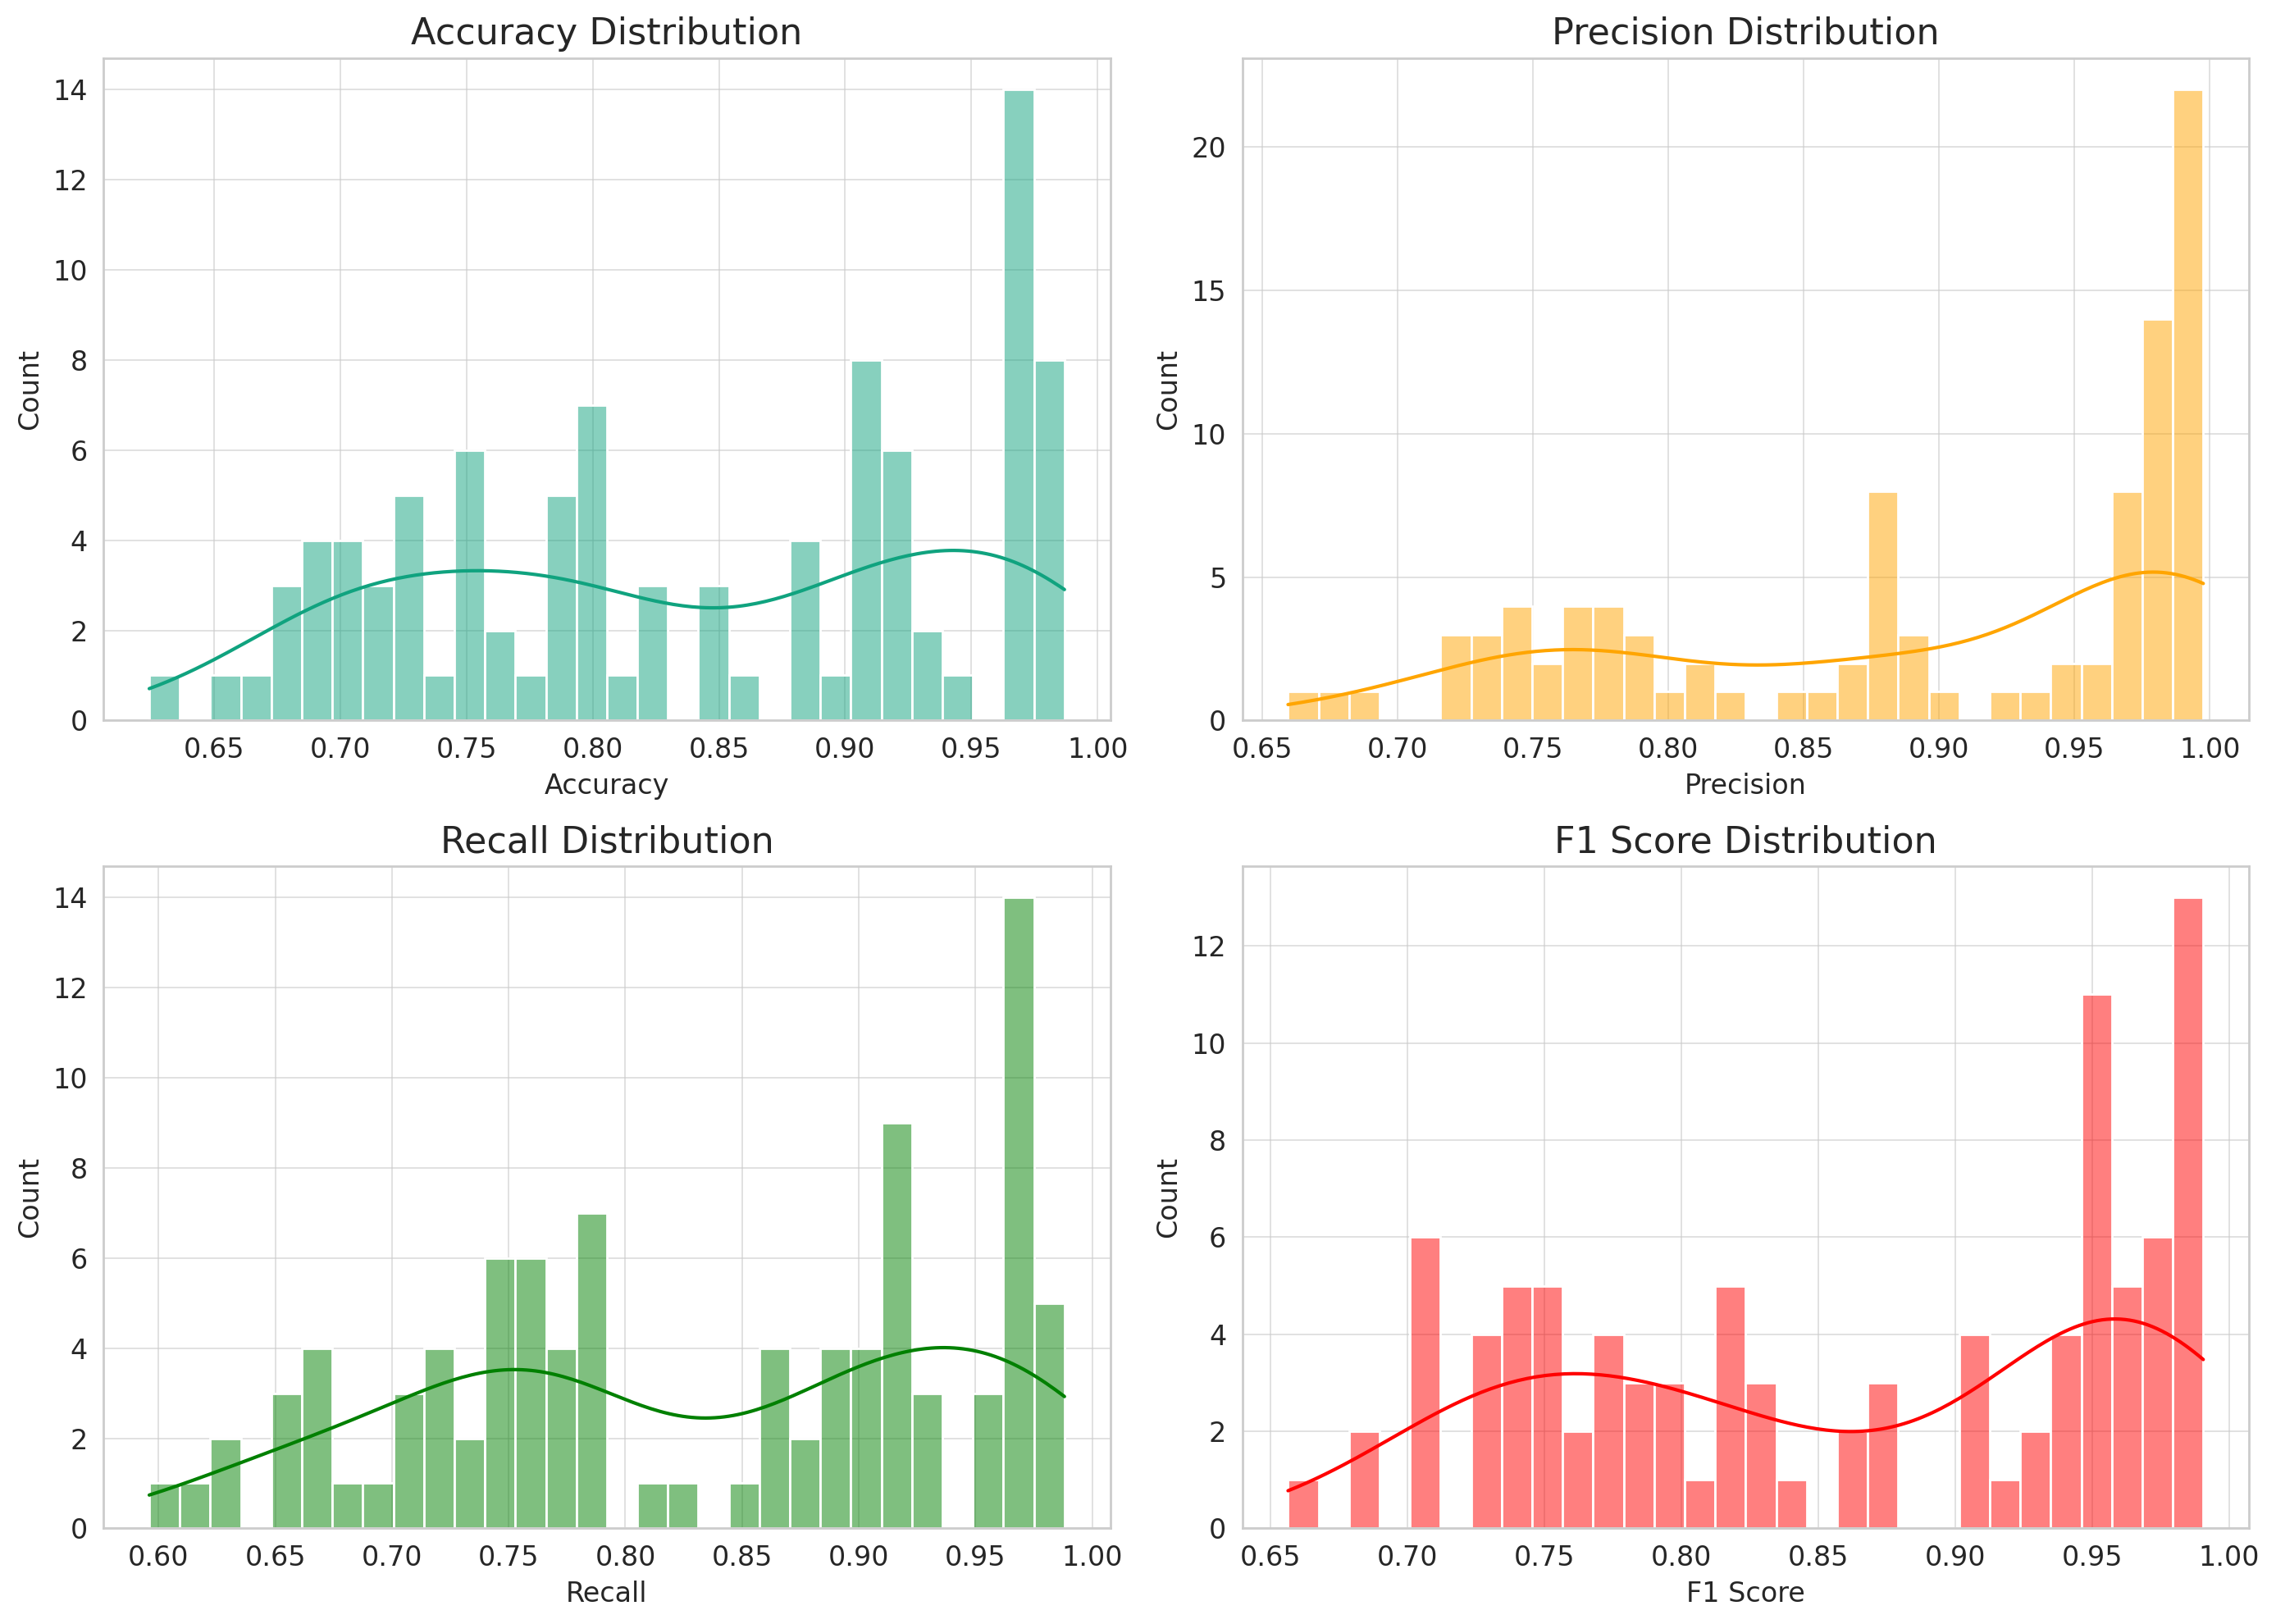 Accuracy Distribution
Count
14
12
10
8
6
4
2
0
0.65 0.70 0.75 0.80 0.85 0.90 0.95 1.00
Accuracy
Precision Distribution
Count
20
15
10
5
0
0.65 0.70 0.75 0.80 0.85 0.90 0.95 1.00
Precision
Recall Distribution
Count
14
12
10
8
6
4
2
0
0.60 0.65 0.70 0.75 0.80 0.85 0.90 0.95 1.00
Recall
F1 Score Distribution
Count
12
10
8
6
4
2
0
0.65 0.70 0.75 0.80 0.85 0.90 0.95 1.00
F1 Score